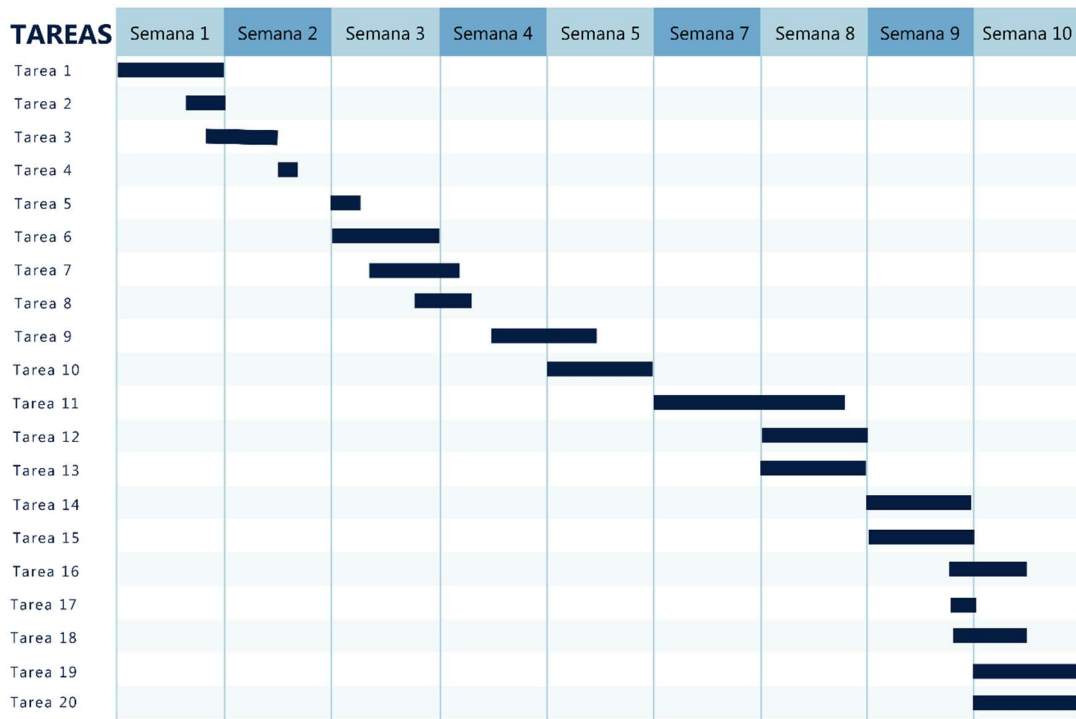 TAREAS Semana 1 Semana 2 Semana 3 Semana 4 Semana 5 Semana 7 Semana 8 Semana 9 Semana 10
Tarea 1
Tarea 2
Tarea 3
Tarea 4
Tarea 5
Tarea 6
Tarea 7
Tarea 8
Tarea 9
Tarea 10
Tarea 11
Tarea 12
Tarea 13
Tarea 14
Tarea 15
Tarea 16
Tarea 17
Tarea 18
Tarea 19
Tarea 20